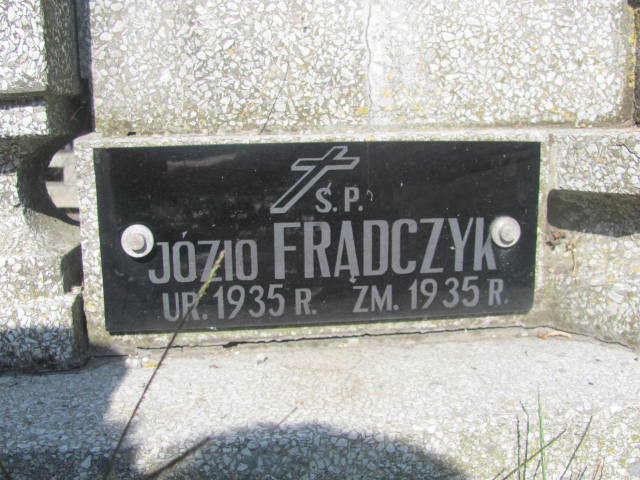 Ś.P.
JÓZIO FRĄDCZYK
UR. 1935 R. ZM. 1935 R.